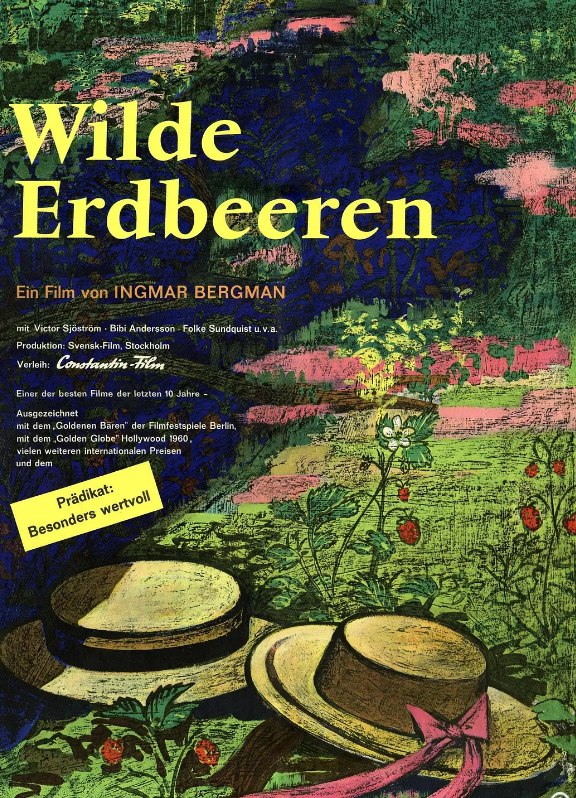 Wilde
Erdbeeren
Ein Film von INGMAR BERGMAN
mit Victor Sjöström · Bibi Andersson · Folke Sundquist u.v.a.
Produktion: Svensk-Film, Stockholm
Verleih: Constantin-Film
Einer der besten Filme der letzten 10 Jahre –
Ausgezeichnet
mit dem „Goldenen Bären" der Filmfestspiele Berlin,
mit dem „Golden Globe" Hollywood 1960,
vielen weiteren internationalen Preisen
und dem
Prädikat:
Besonders wertvoll